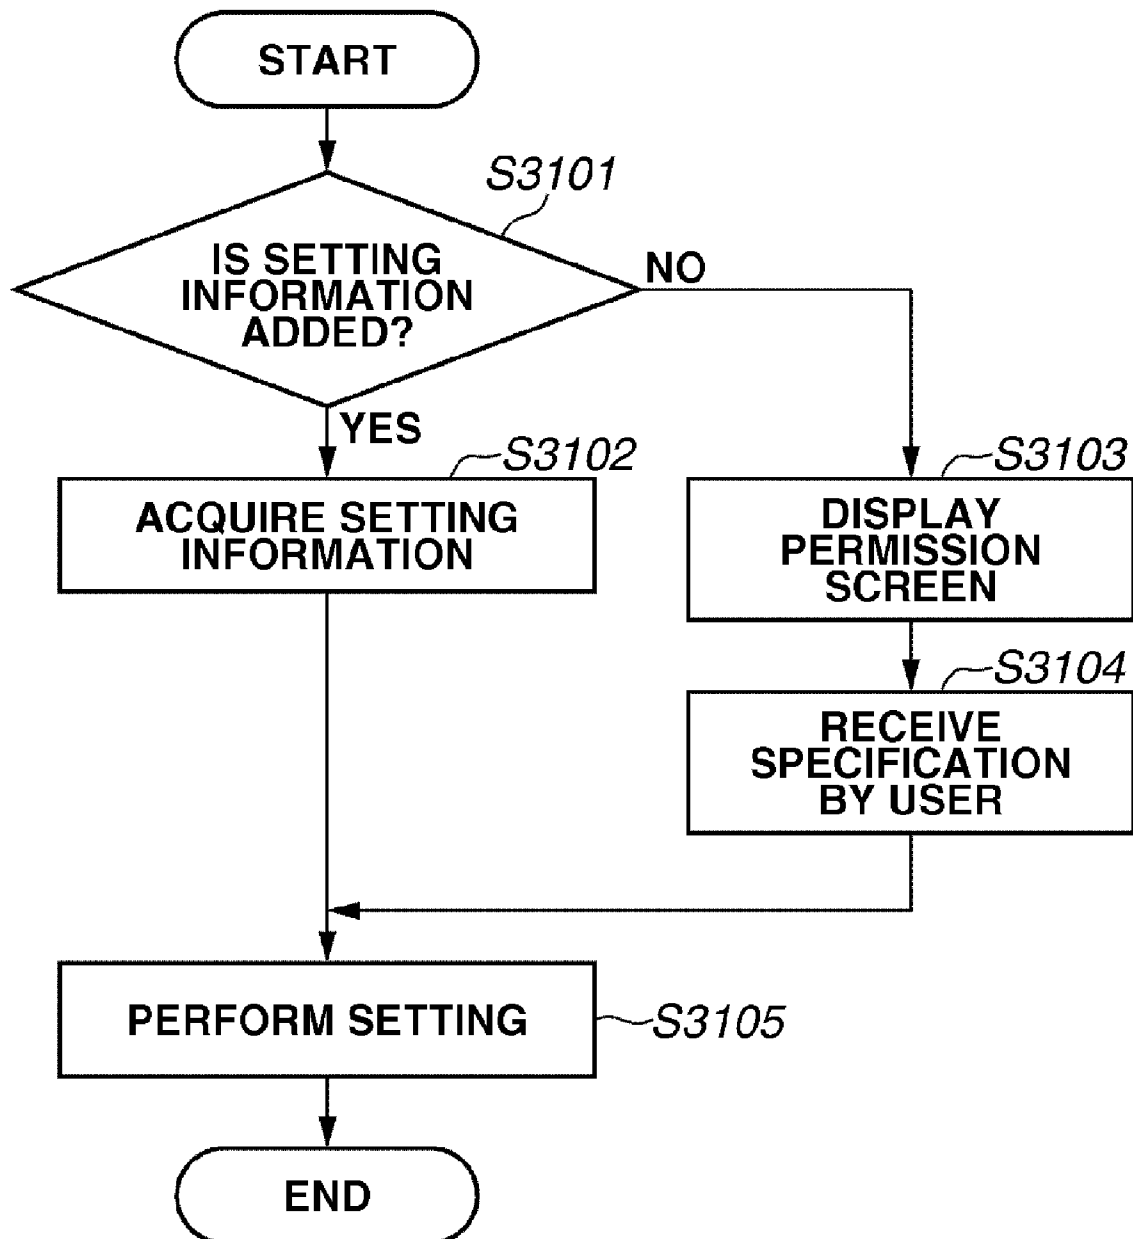 START
S3101
IS SETTING
INFORMATION
ADDED?
NO
YES
S3102
ACQUIRE SETTING
INFORMATION
S3103
DISPLAY
PERMISSION
SCREEN
S3104
RECEIVE
SPECIFICATION
BY USER
PERFORM SETTING
S3105
END